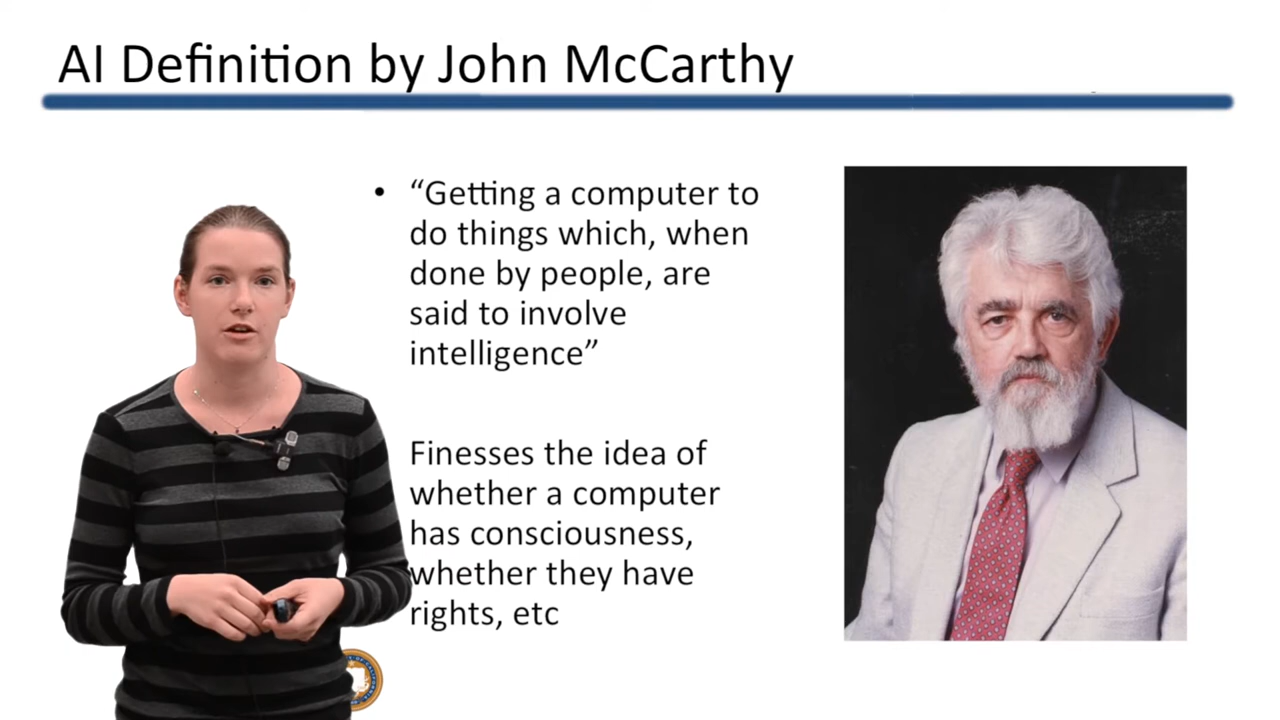 AI Definition by John McCarthy
• “Getting a computer to
do things which, when
done by people, are
said to involve
intelligence”
Finesses the idea of
whether a computer
has consciousness,
whether they have
rights, etc